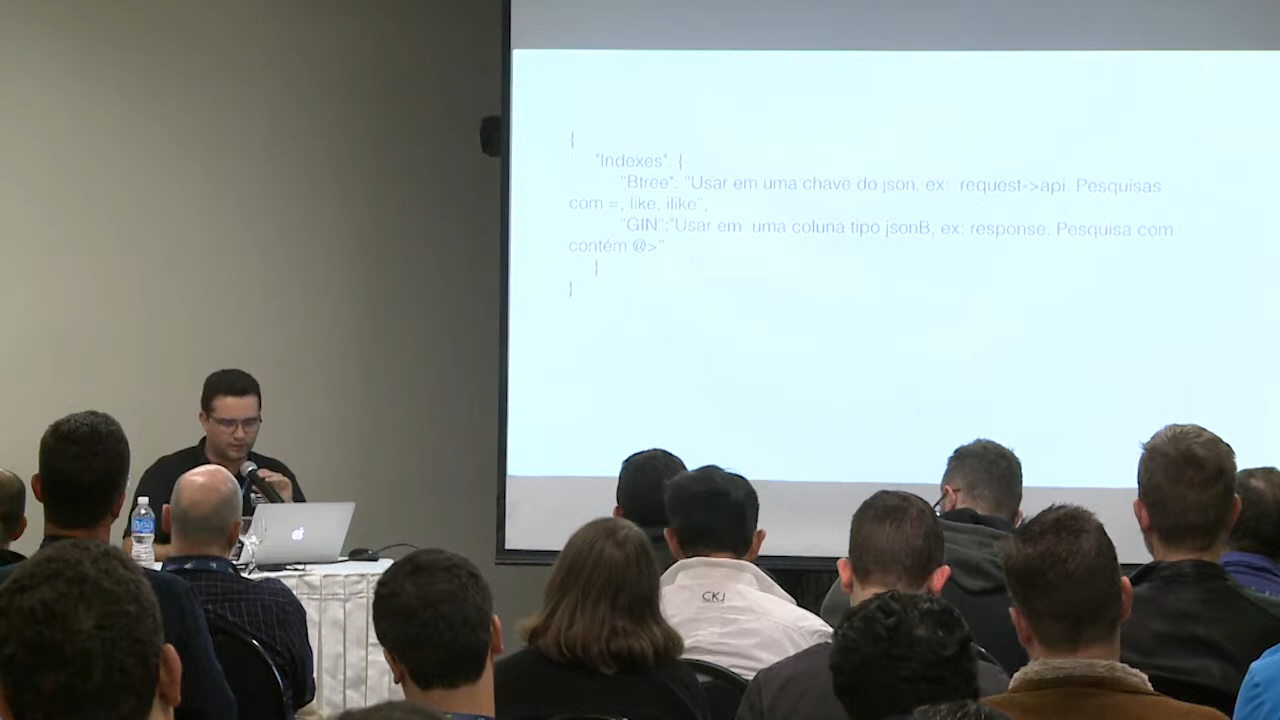 {
"Indexes": {
"Btree": "Usar em uma chave do json, ex: request->api. Pesquisas
com =, like, ilike",
"GIN":"Usar em uma coluna tipo jsonB, ex: response. Pesquisa com
contém @>"
}
}
CKJ